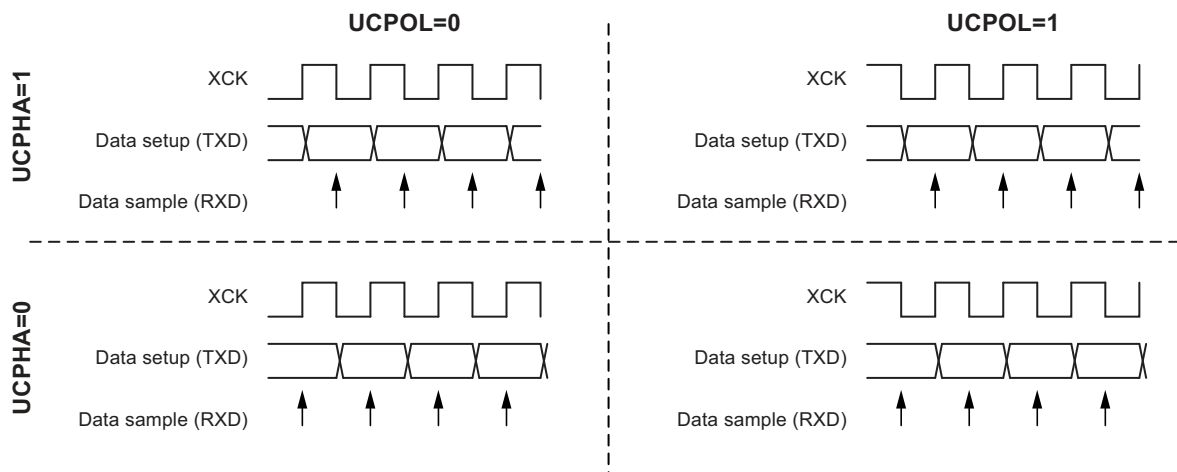 UCPOL=0
UCPOL=1
UCPHA=1
XCK
Data setup (TXD)
Data sample (RXD)
XCK
Data setup (TXD)
Data sample (RXD)
UCPHA=0
XCK
Data setup (TXD)
Data sample (RXD)
XCK
Data setup (TXD)
Data sample (RXD)